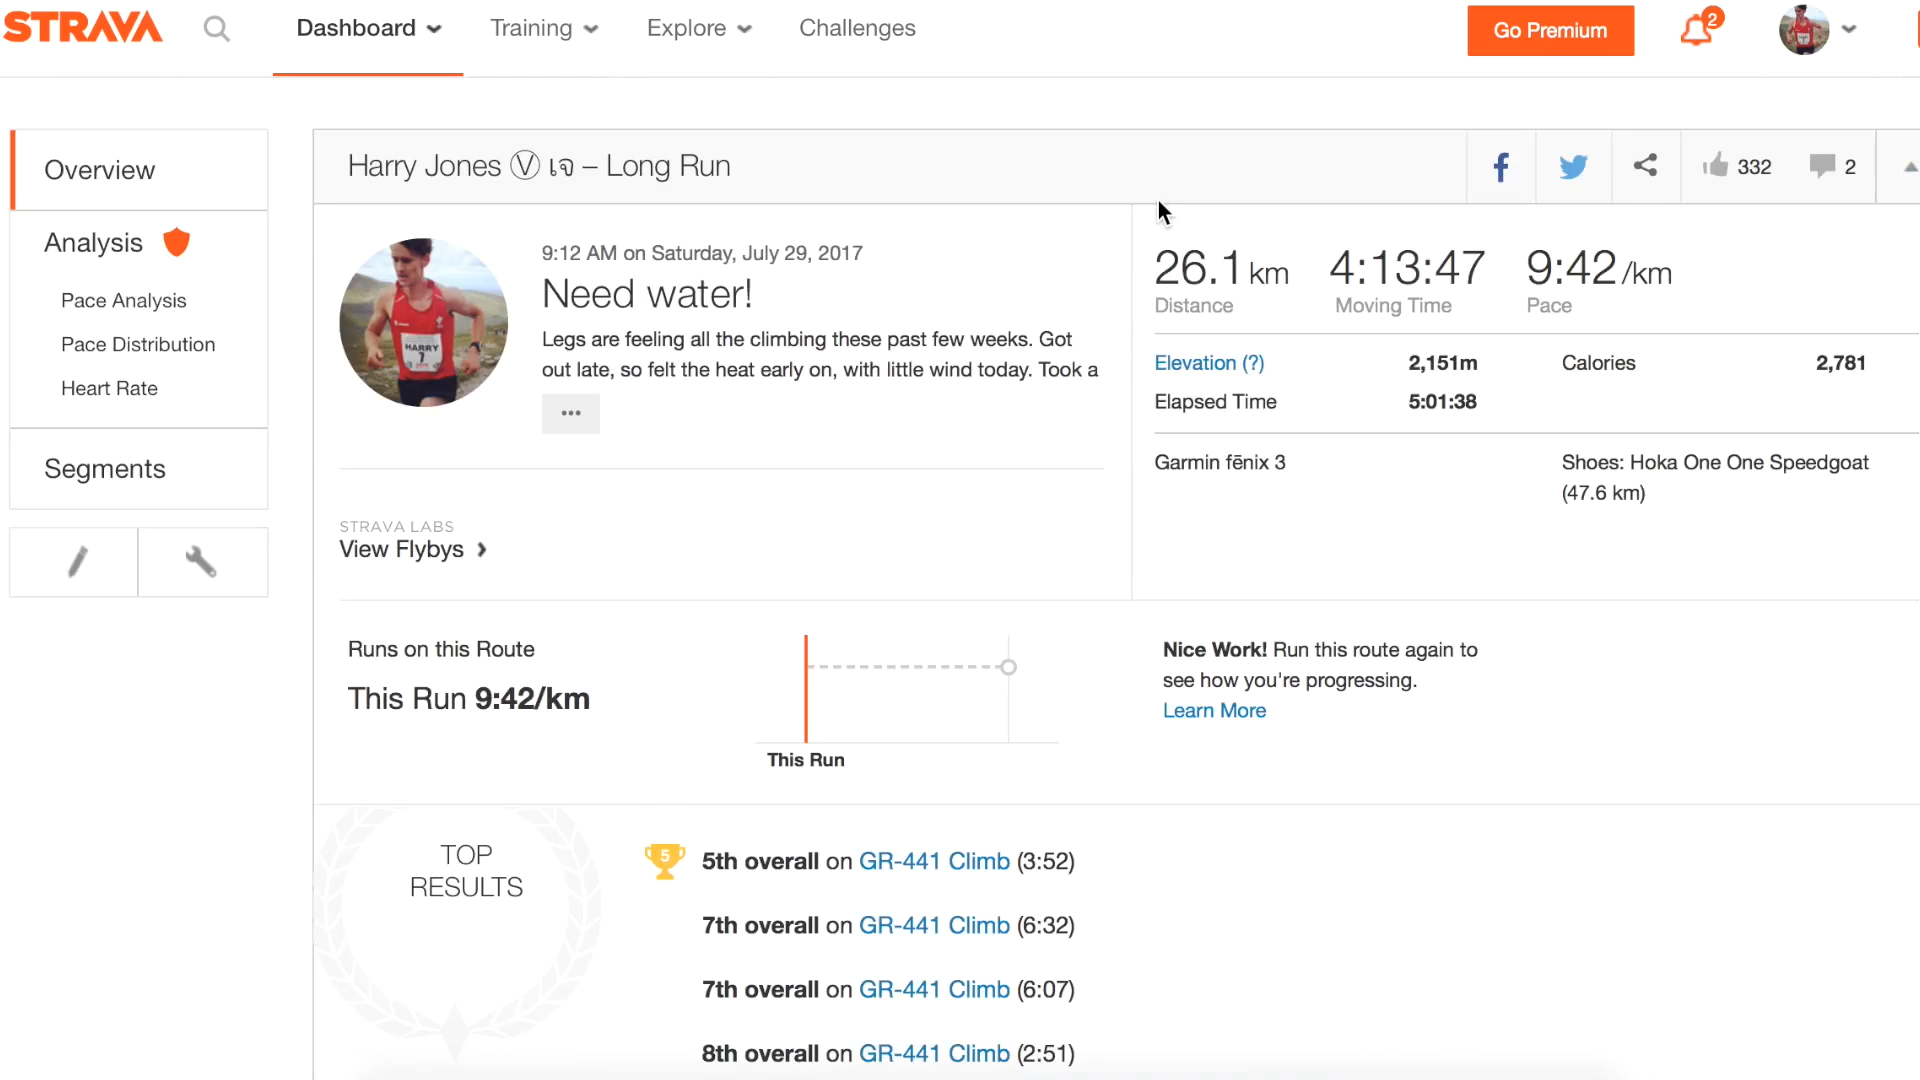 STRAVA
Dashboard
Training
Explore
Challenges
Go Premium
2
Overview
Analysis
Pace Analysis
Pace Distribution
Heart Rate
Segments
Harry Jones Ⓥ เจ – Long Run
332
2
HARRY
7
9:12 AM on Saturday, July 29, 2017
Need water!
Legs are feeling all the climbing these past few weeks. Got
out late, so felt the heat early on, with little wind today. Took a
•••
STRAVA LABS
View Flybys
26.1 km
Distance
4:13:47
Moving Time
9:42 /km
Pace
Elevation (?)
2,151m
Calories
2,781
Elapsed Time
5:01:38
Garmin fēnix 3
Shoes: Hoka One One Speedgoat
(47.6 km)
Runs on this Route
This Run 9:42/km
This Run
Nice Work! Run this route again to
see how you're progressing.
Learn More
TOP
RESULTS
5
5th overall on GR-441 Climb (3:52)
7th overall on GR-441 Climb (6:32)
7th overall on GR-441 Climb (6:07)
8th overall on GR-441 Climb (2:51)